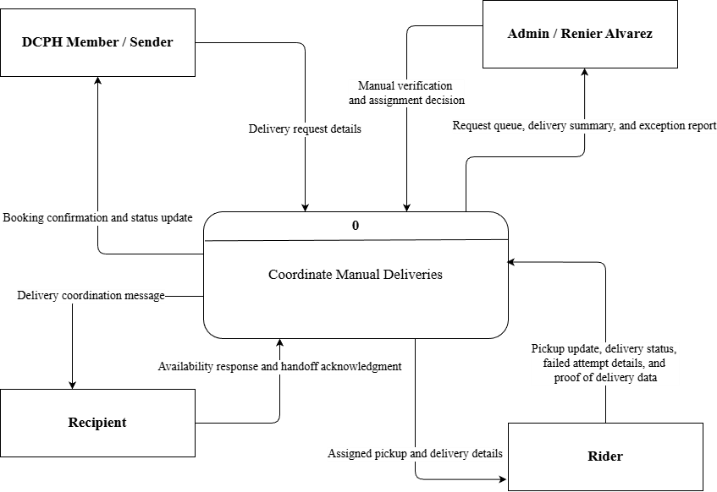 DCPH Member / Sender
Admin / Renier Alvarez
Manual verification
and assignment decision
Delivery request details
Request queue, delivery summary, and exception report
Booking confirmation and status update
0
Coordinate Manual Deliveries
Delivery coordination message
Pickup update, delivery status,
failed attempt details, and
proof of delivery data
Availability response and handoff acknowledgment
Recipient
Assigned pickup and delivery details
Rider